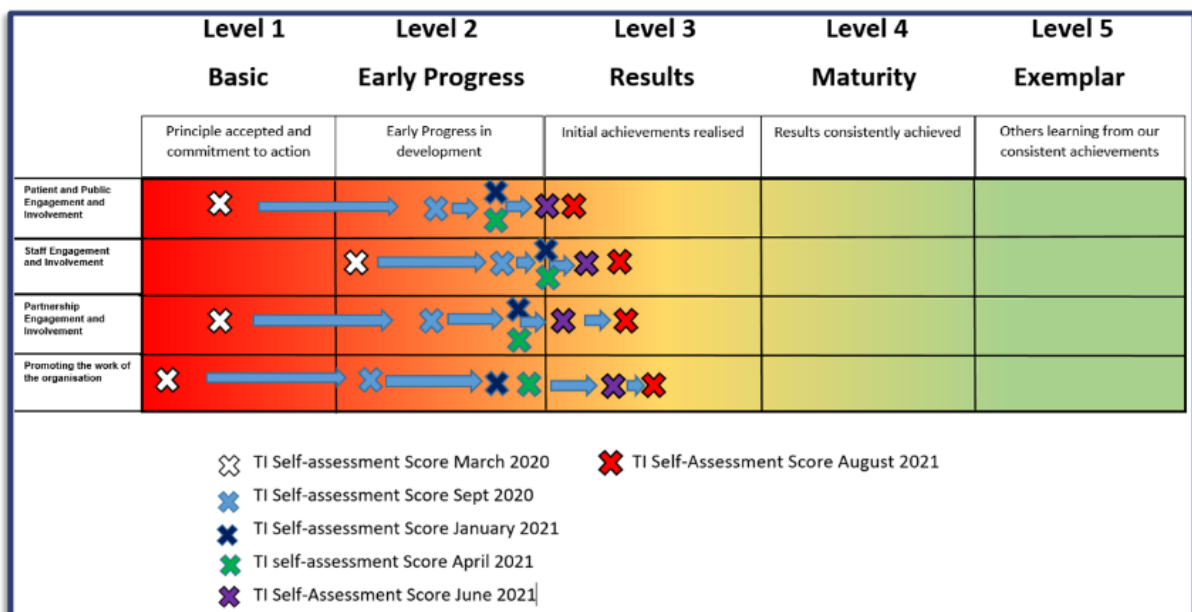 Level 1 Level 2 Level 3 Level 4 Level 5
Basic Early Progress Results Maturity Exemplar
Principle accepted and commitment to action
Early Progress in development
Initial achievements realised
Results consistently achieved
Others learning from our consistent achievements
Patient and Public
Engagement and
Involvement
Staff Engagement
and Involvement
Partnership
Engagement and
Involvement
Promoting the work of
the organisation
TI Self-assessment Score March 2020
TI Self-Assessment Score August 2021
TI Self-assessment Score Sept 2020
TI Self-assessment Score January 2021
TI self-assessment Score April 2021
TI Self-Assessment Score June 2021